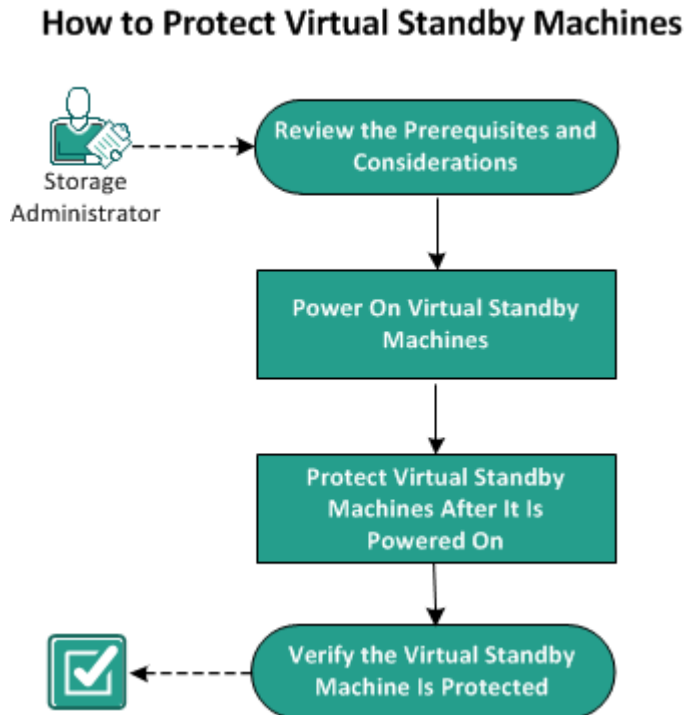 How to Protect Virtual Standby Machines
Storage
Administrator
Review the Prerequisites and
Considerations
Power On Virtual Standby
Machines
Protect Virtual Standby
Machines After It Is
Powered On
Verify the Virtual Standby
Machine Is Protected